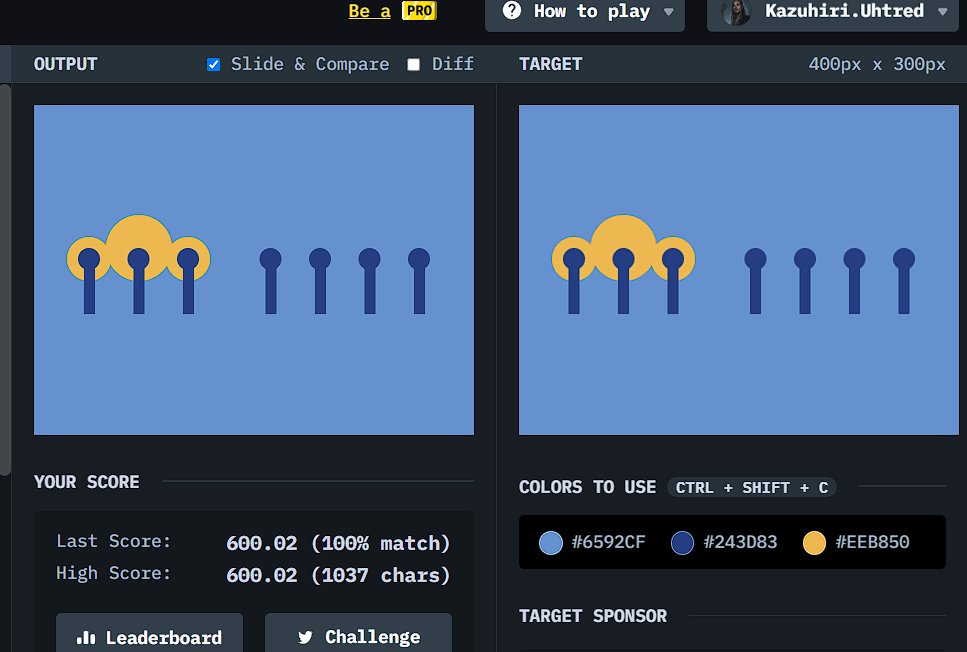 Be a PRO
? How to play
Kazuhiri.Uhtred
OUTPUT
Slide & Compare
Diff
TARGET
400px x 300px
YOUR SCORE
Last Score: 600.02 (100% match)
High Score: 600.02 (1037 chars)
Leaderboard
Challenge
COLORS TO USE
CTRL + SHIFT + C
#6592CF
#243D83
#EEB850
TARGET SPONSOR